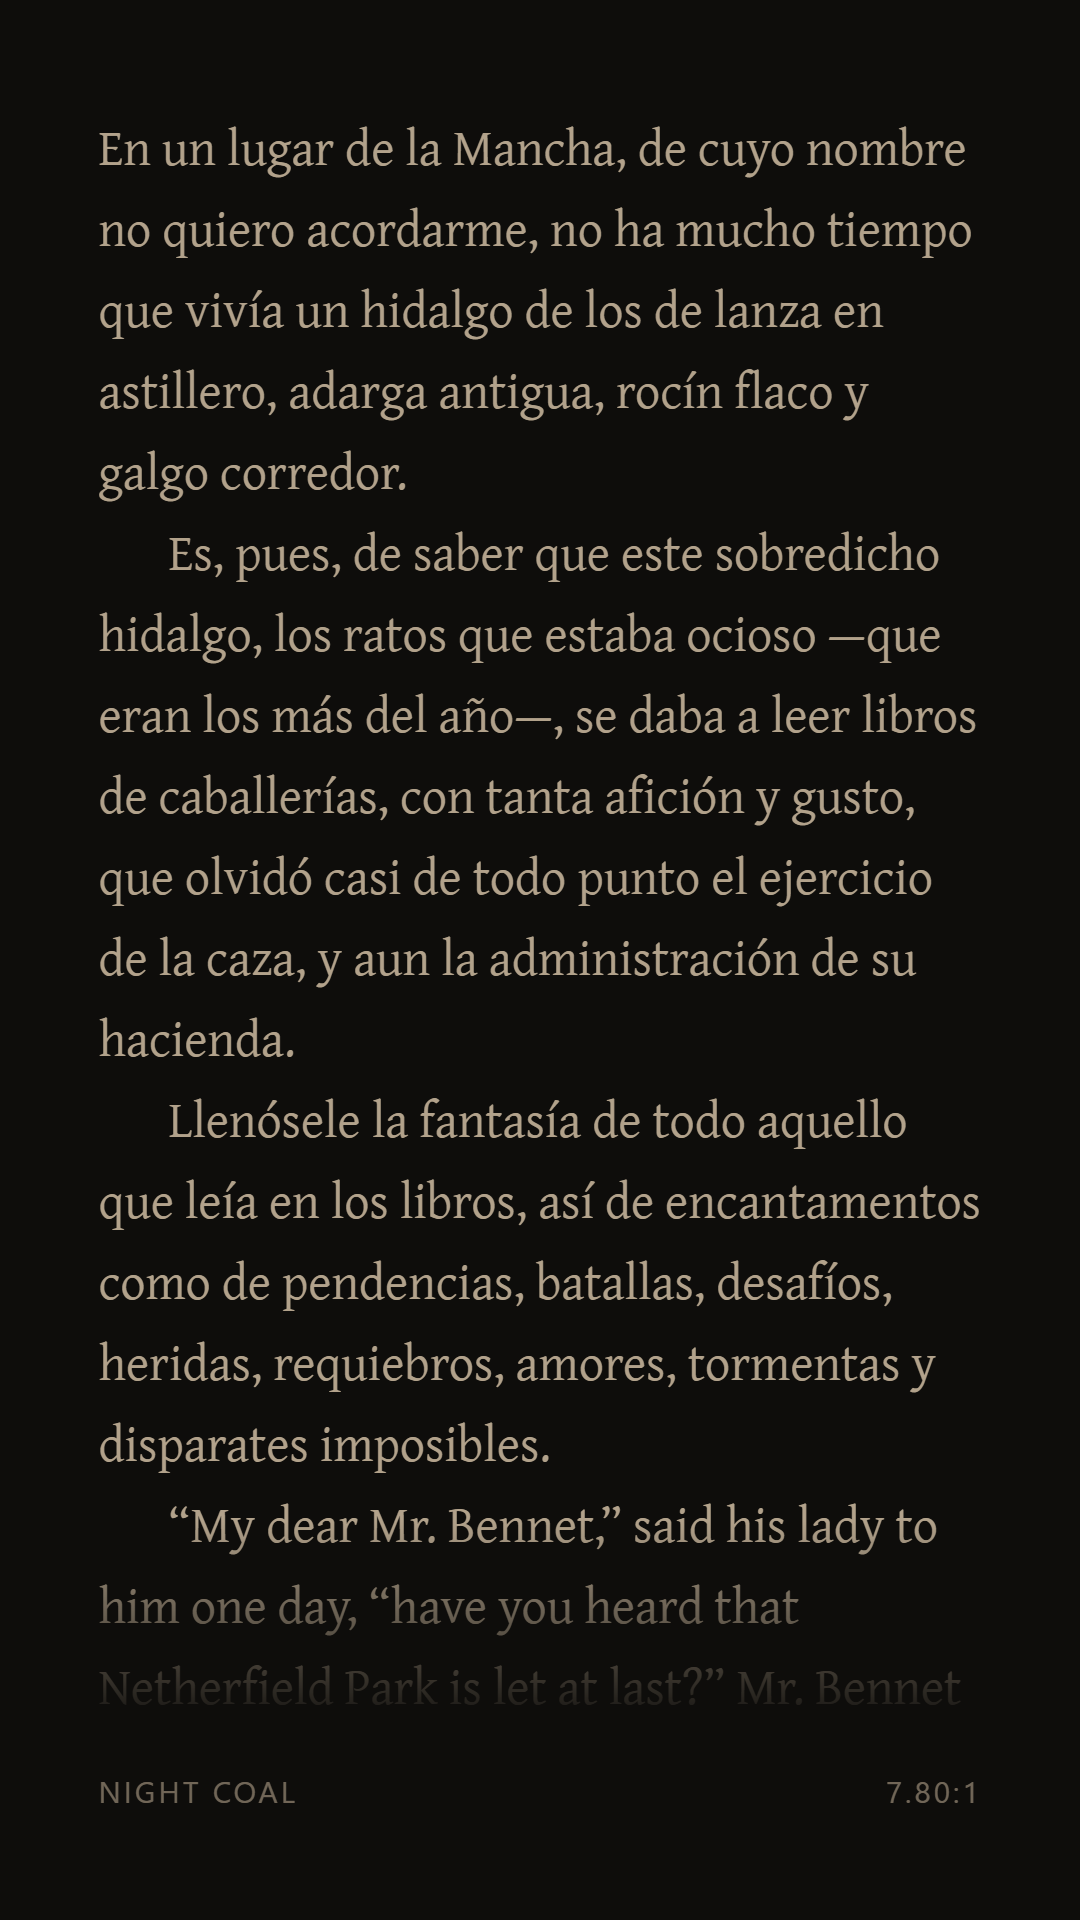 En un lugar de la Mancha, de cuyo nombre
no quiero acordarme, no ha mucho tiempo
que vivía un hidalgo de los de lanza en
astillero, adarga antigua, rocín flaco y
galgo corredor.
Es, pues, de saber que este sobredicho
hidalgo, los ratos que estaba ocioso —que
eran los más del año—, se daba a leer libros
de caballerías, con tanta afición y gusto,
que olvidó casi de todo punto el ejercicio
de la caza, y aun la administración de su
hacienda.
Llenósele la fantasía de todo aquello
que leía en los libros, así de encantamentos
como de pendencias, batallas, desafíos,
heridas, requiebros, amores, tormentas y
disparates imposibles.
“My dear Mr. Bennet,” said his lady to
him one day, “have you heard that
Netherfield Park is let at last?” Mr. Bennet
NIGHT COAL
7.80:1